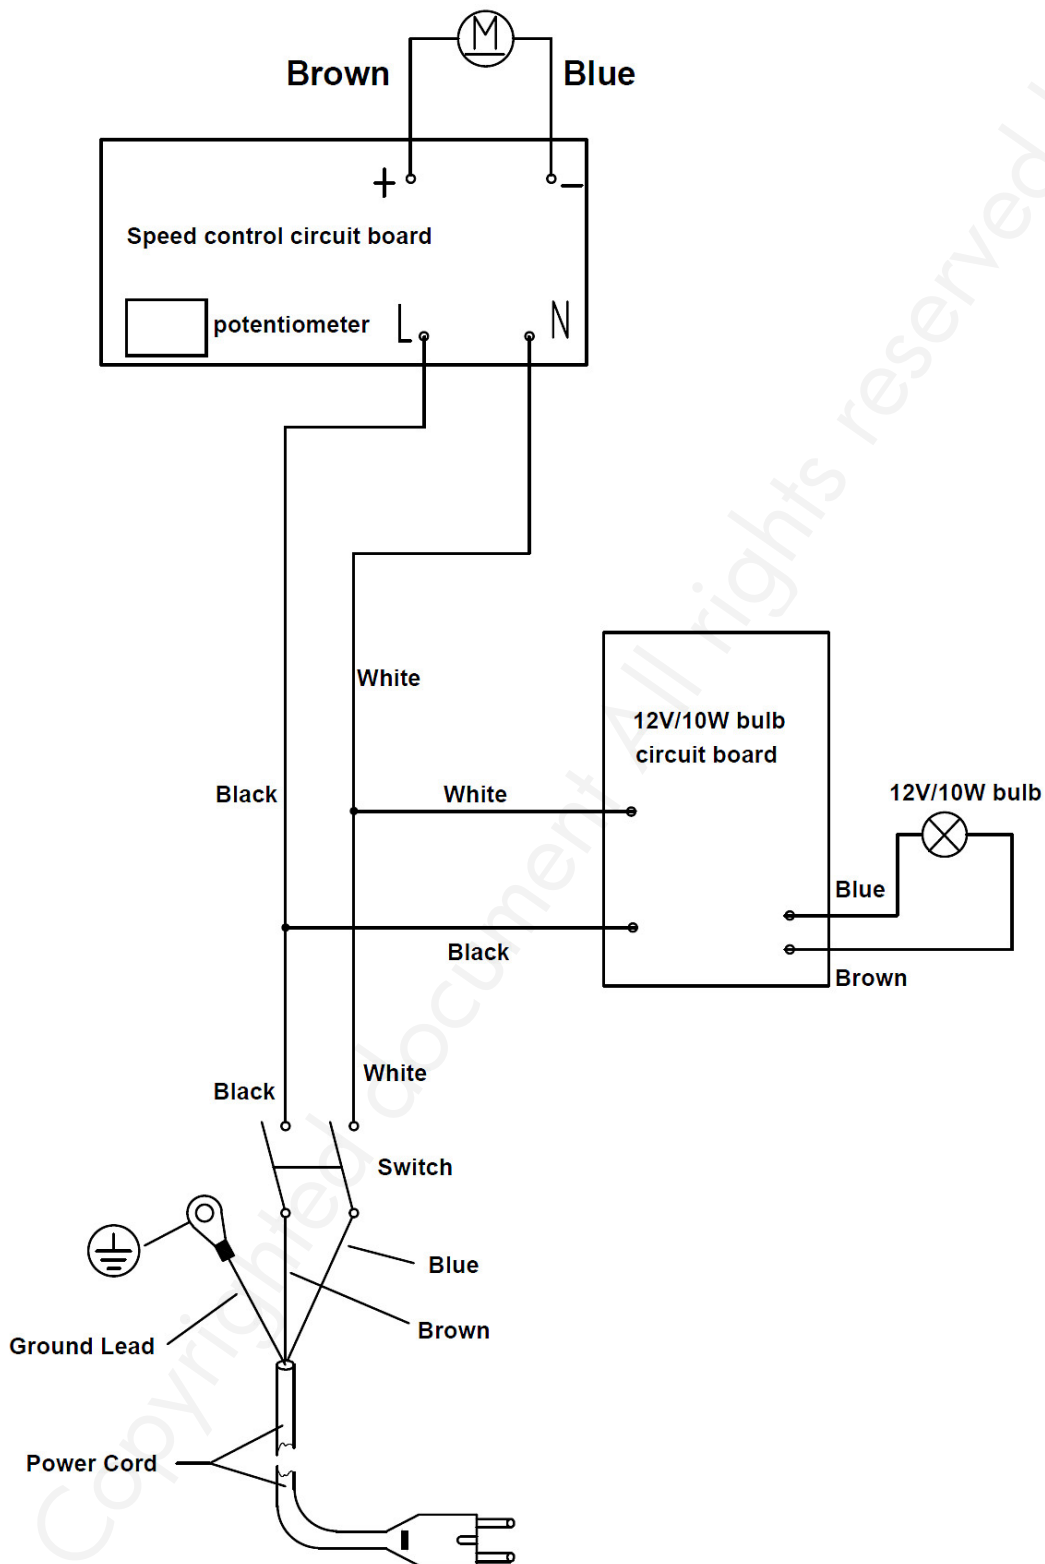 M
Brown
Blue
+
−
Speed control circuit board
potentiometer
L
N
White
12V/10W bulb
circuit board
Black
White
12V/10W bulb
Blue
Black
Brown
White
Black
Switch
Blue
Brown
Ground Lead
Power Cord
Copyrighted document All rights reserved